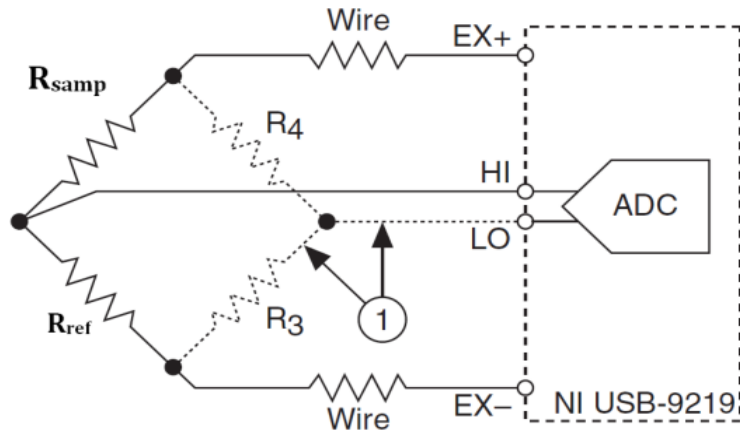 Wire
EX+
Rsamp
R4
HI
ADC
LO
Rref
R3
1
Wire
EX–
NI USB-9219